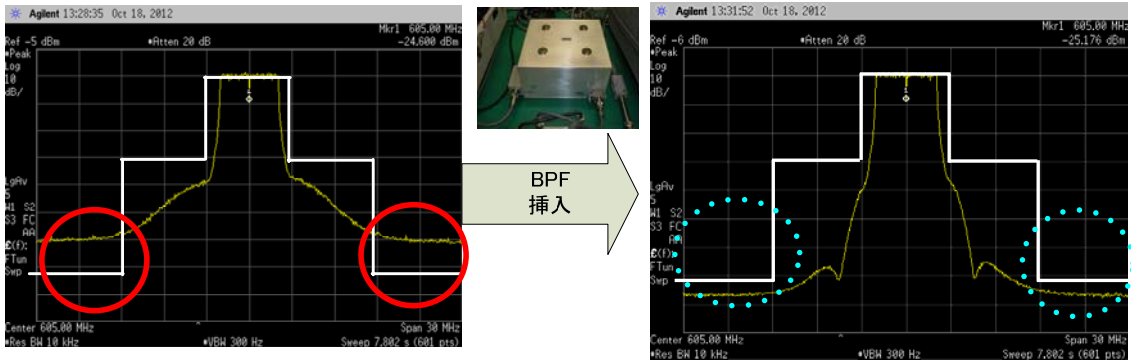 Agilent 13:28:35 Oct 18, 2012
Mkr1 605.00 MHz
Ref -5 dBm *Atten 20 dB -24.600 dBm
*Peak
Log
10
dB/
1
LgAv
5
W1 S2
S3 FC
AA
£(f):
FTun
Swp
Center 605.00 MHz Span 30 MHz
*Res BW 10 kHz *VBW 300 Hz Sweep 7.802 s (601 pts)
BPF
挿入
Agilent 13:31:52 Oct 18, 2012
Mkr1 605.00 MHz
Ref -6 dBm *Atten 20 dB -25.176 dBm
*Peak
Log
10
dB/
1
LgAv
5
W1 S2
S3 FC
AA
£(f):
FTun
Swp
Center 605.00 MHz Span 30 MHz
*Res BW 10 kHz *VBW 300 Hz Sweep 7.802 s (601 pts)